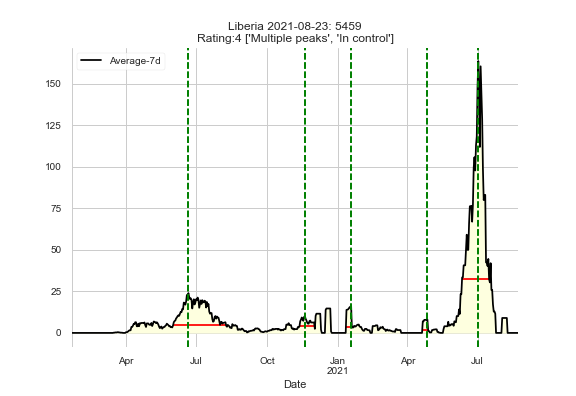 Liberia 2021-08-23: 5459
Rating:4 ['Multiple peaks', 'In control']
Average-7d
150
125
100
75
50
25
0
Apr Jul Oct Jan Apr Jul
2021
Date